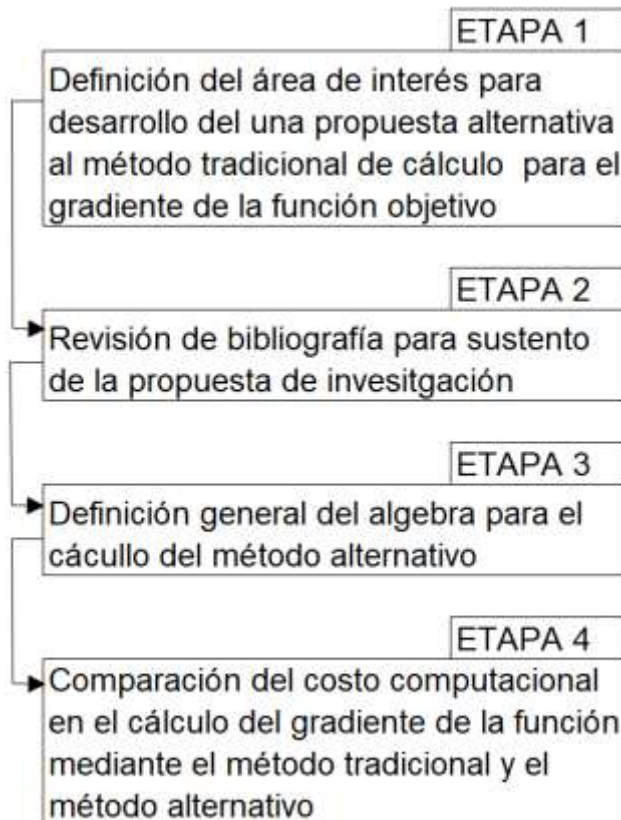 ETAPA 1
Definición del área de interés para
desarrollo del una propuesta alternativa
al método tradicional de cálculo para el
gradiente de la función objetivo
ETAPA 2
Revisión de bibliografía para sustento
de la propuesta de invesitgación
ETAPA 3
Definición general del algebra para el
cácullo del método alternativo
ETAPA 4
Comparación del costo computacional
en el cálculo del gradiente de la función
mediante el método tradicional y el
método alternativo